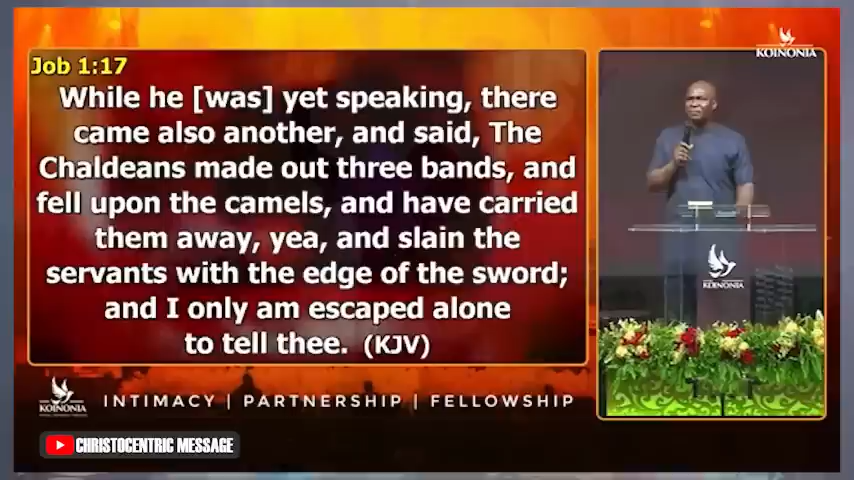 Job 1:17
While he [was] yet speaking, there
came also another, and said, The
Chaldeans made out three bands, and
fell upon the camels, and have carried
them away, yea, and slain the
servants with the edge of the sword;
and I only am escaped alone
to tell thee. (KJV)
KOINONIA
KOINONIA
KOINONIA
INTIMACY | PARTNERSHIP | FELLOWSHIP
CHRISTOCENTRIC MESSAGE